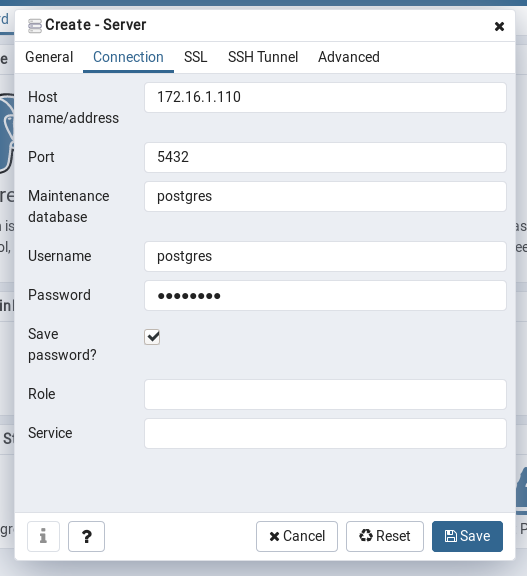 Create - Server
General Connection SSL SSH Tunnel Advanced
Host name/address 172.16.1.110
Port 5432
Maintenance database postgres
Username postgres
Password ●●●●●●●●
Save password?
Role
Service
Cancel Reset Save